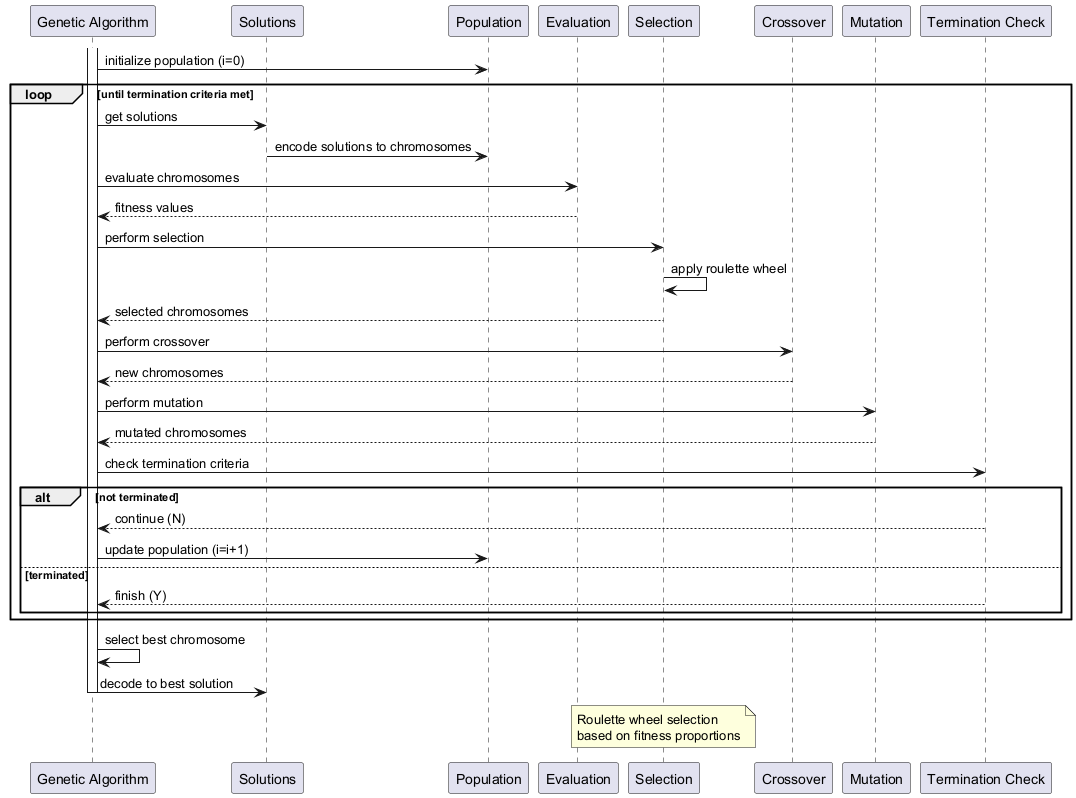 Genetic Algorithm Solutions Population Evaluation Selection Crossover Mutation Termination Check
initialize population (i=0)
loop [until termination criteria met]
get solutions
encode solutions to chromosomes
evaluate chromosomes
fitness values
perform selection
apply roulette wheel
selected chromosomes
perform crossover
new chromosomes
perform mutation
mutated chromosomes
check termination criteria
alt [not terminated]
continue (N)
update population (i=i+1)
[terminated]
finish (Y)
select best chromosome
decode to best solution
Roulette wheel selection
based on fitness proportions
Genetic Algorithm Solutions Population Evaluation Selection Crossover Mutation Termination Check